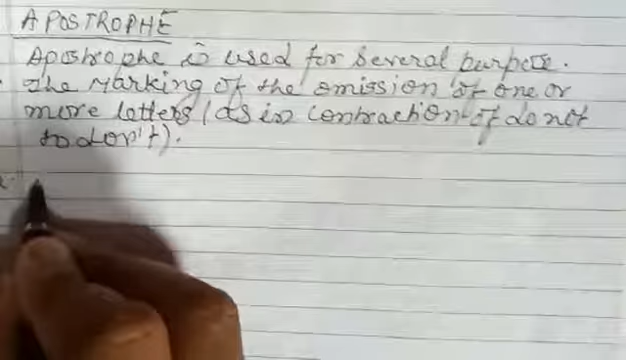 APOSTROPHE
Apostrophe is used for several purpose.
The Marking of the omission of one or
more letters (as in contraction of do not
to don't).